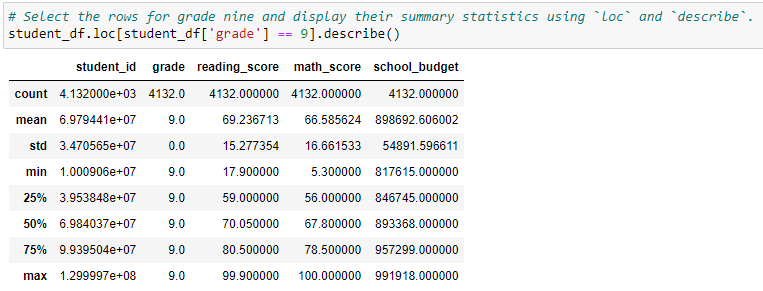 # Select the rows for grade nine and display their summary statistics using `loc` and `describe`.
student_df.loc[student_df['grade'] == 9].describe()
student_id grade reading_score math_score school_budget
count 4.132000e+03 4132.0 4132.000000 4132.000000 4132.000000
mean 6.979441e+07 9.0 69.236713 66.585624 898692.606002
std 3.470565e+07 0.0 15.277354 16.661533 54891.596611
min 1.000906e+07 9.0 17.900000 5.300000 817615.000000
25% 3.953848e+07 9.0 59.000000 56.000000 846745.000000
50% 6.984037e+07 9.0 70.050000 67.800000 893368.000000
75% 9.939504e+07 9.0 80.500000 78.500000 957299.000000
max 1.299997e+08 9.0 99.900000 100.000000 991918.000000